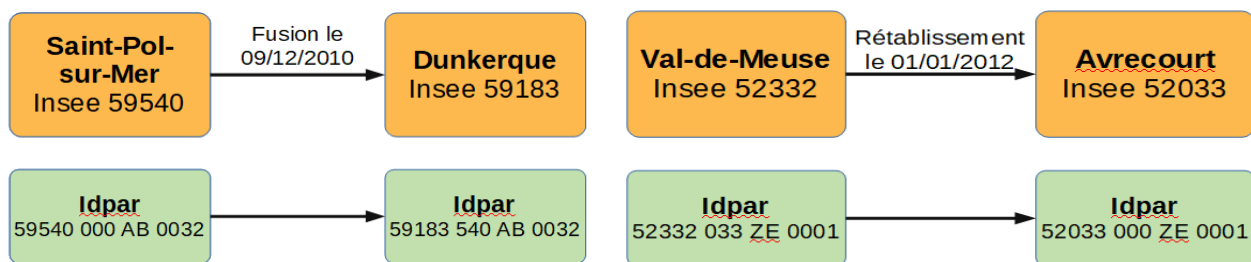 Saint-Pol-
sur-Mer
Insee 59540
Fusion le
09/12/2010
Dunkerque
Insee 59183
Val-de-Meuse
Insee 52332
Rétablissement
le 01/01/2012
Avrecourt
Insee 52033
Idpar
59540 000 AB 0032
Idpar
59183 540 AB 0032
Idpar
52332 033 ZE 0001
Idpar
52033 000 ZE 0001